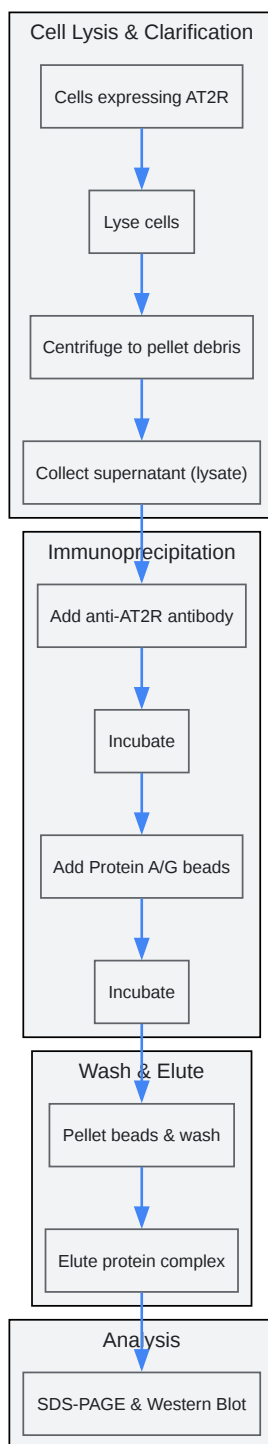 Cell Lysis & Clarification
Cells expressing AT2R
Lyse cells
Centrifuge to pellet debris
Collect supernatant (lysate)
Immunoprecipitation
Add anti-AT2R antibody
Incubate
Add Protein A/G beads
Incubate
Wash & Elute
Pellet beads & wash
Elute protein complex
Analysis
SDS-PAGE & Western Blot